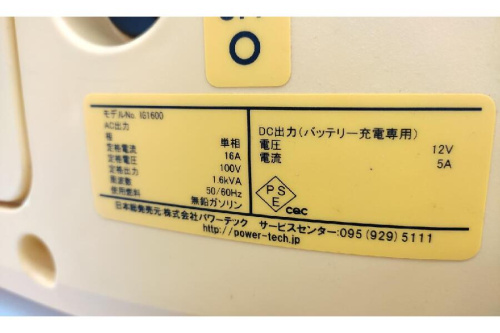 O
モデルNo. IG1600
AC出力
相 単相
定格電流 16A
定格電圧 100V
定格出力 1.6kVA
周波数 50/60Hz
使用燃料 無鉛ガソリン
DC出力(バッテリー充電専用)
電圧 12V
電流 5A
PS
E
cqc
日本総発売元:株式会社パワーテック サービスセンター:095(929)5111
http://power-tech.jp